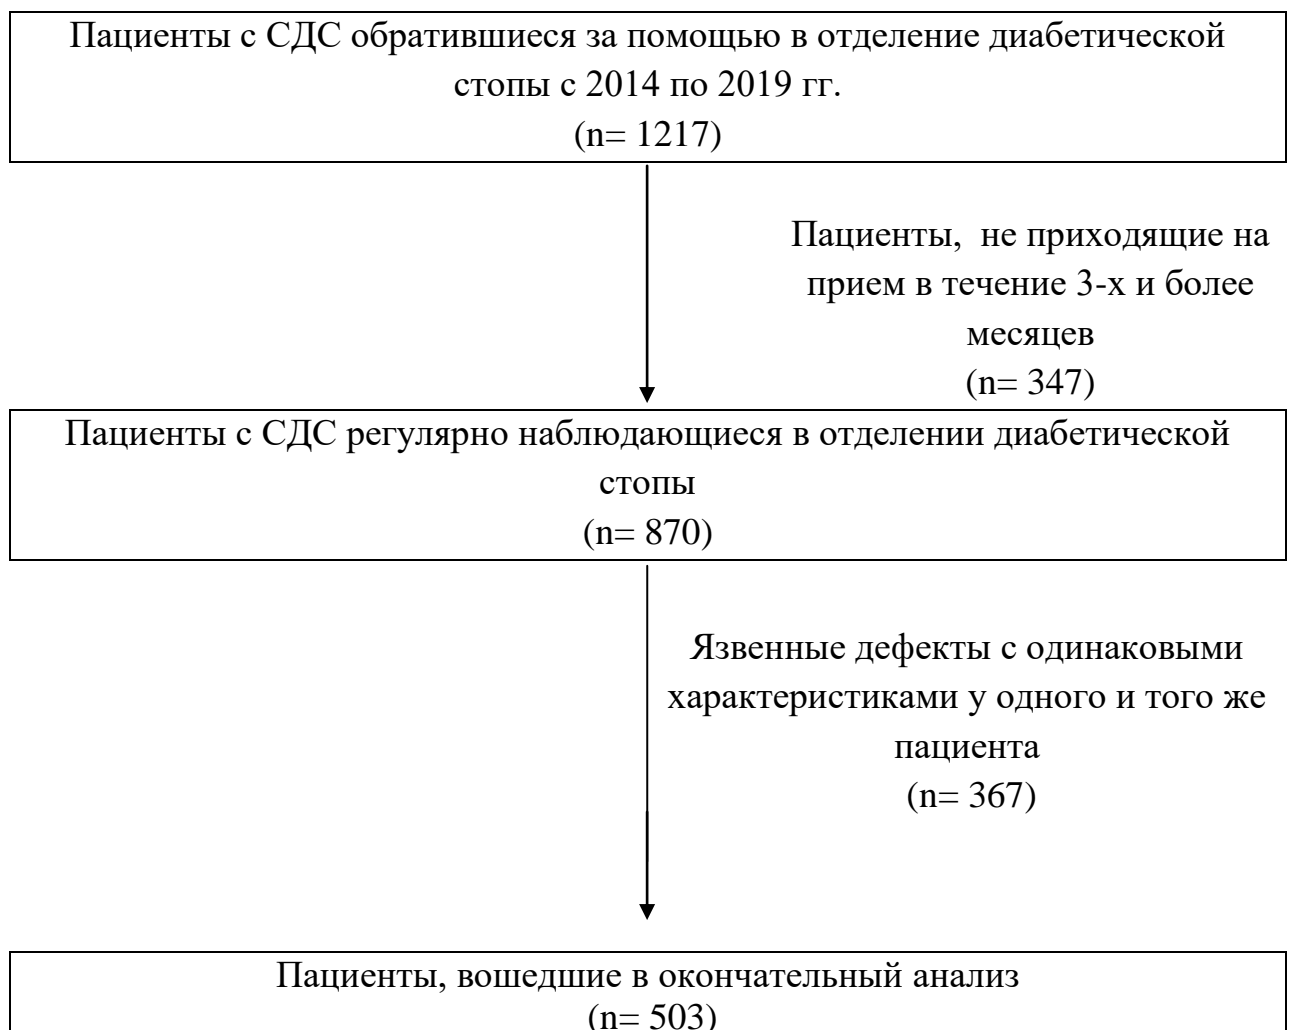 Пациенты с СДС обратившиеся за помощью в отделение диабетической
стопы с 2014 по 2019 гг.
(n= 1217)
Пациенты, не приходящие на
прием в течение 3-х и более
месяцев
(n= 347)
Пациенты с СДС регулярно наблюдающиеся в отделении диабетической
стопы
(n= 870)
Язвенные дефекты с одинаковыми
характеристиками у одного и того же
пациента
(n= 367)
Пациенты, вошедшие в окончательный анализ
(n= 503)